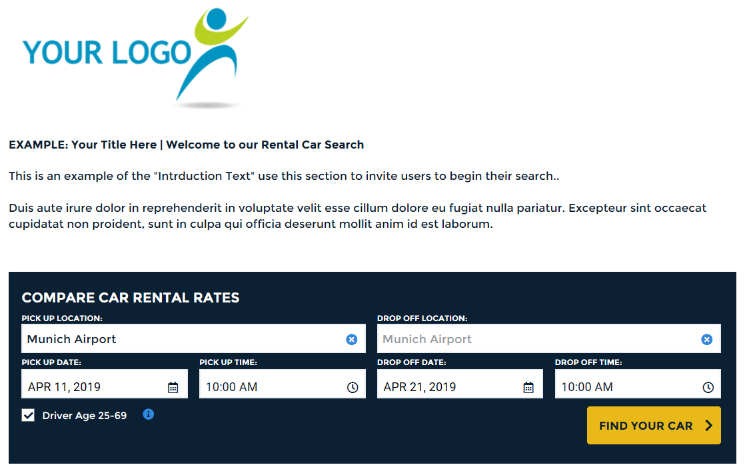 YOUR LOGO
EXAMPLE: Your Title Here | Welcome to our Rental Car Search
This is an example of the "Intrduction Text" use this section to invite users to begin their search..
Duis aute irure dolor in reprehenderit in voluptate velit esse cillum dolore eu fugiat nulla pariatur. Excepteur sint occaecat
cupidatat non proident, sunt in culpa qui officia deserunt mollit anim id est laborum.
COMPARE CAR RENTAL RATES
PICK UP LOCATION: DROP OFF LOCATION:
Munich Airport Munich Airport
PICK UP DATE: PICK UP TIME: DROP OFF DATE: DROP OFF TIME:
APR 11, 2019 10:00 AM APR 21, 2019 10:00 AM
Driver Age 25-69
FIND YOUR CAR